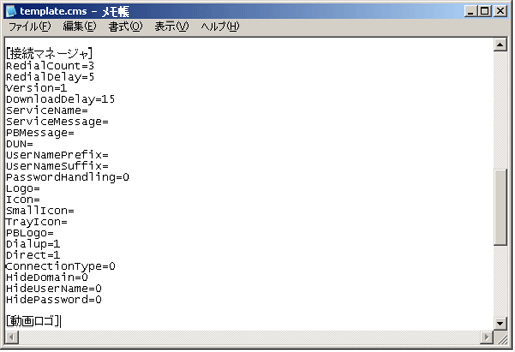 template.cms - メモ帳
ファイル(F) 編集(E) 書式(O) 表示(V) ヘルプ(H)
[接続マネージャ]
RedialCount=3
RedialDelay=5
Version=1
DownloadDelay=15
ServiceName=
ServiceMessage=
PBMessage=
DUN=
UserNamePrefix=
UserNameSuffix=
PasswordHandling=0
Logo=
Icon=
SmallIcon=
TrayIcon=
PBLogo=
Dialup=1
Direct=1
ConnectionType=0
HideDomain=0
HideUserName=0
HidePassword=0
[動画ロゴ]